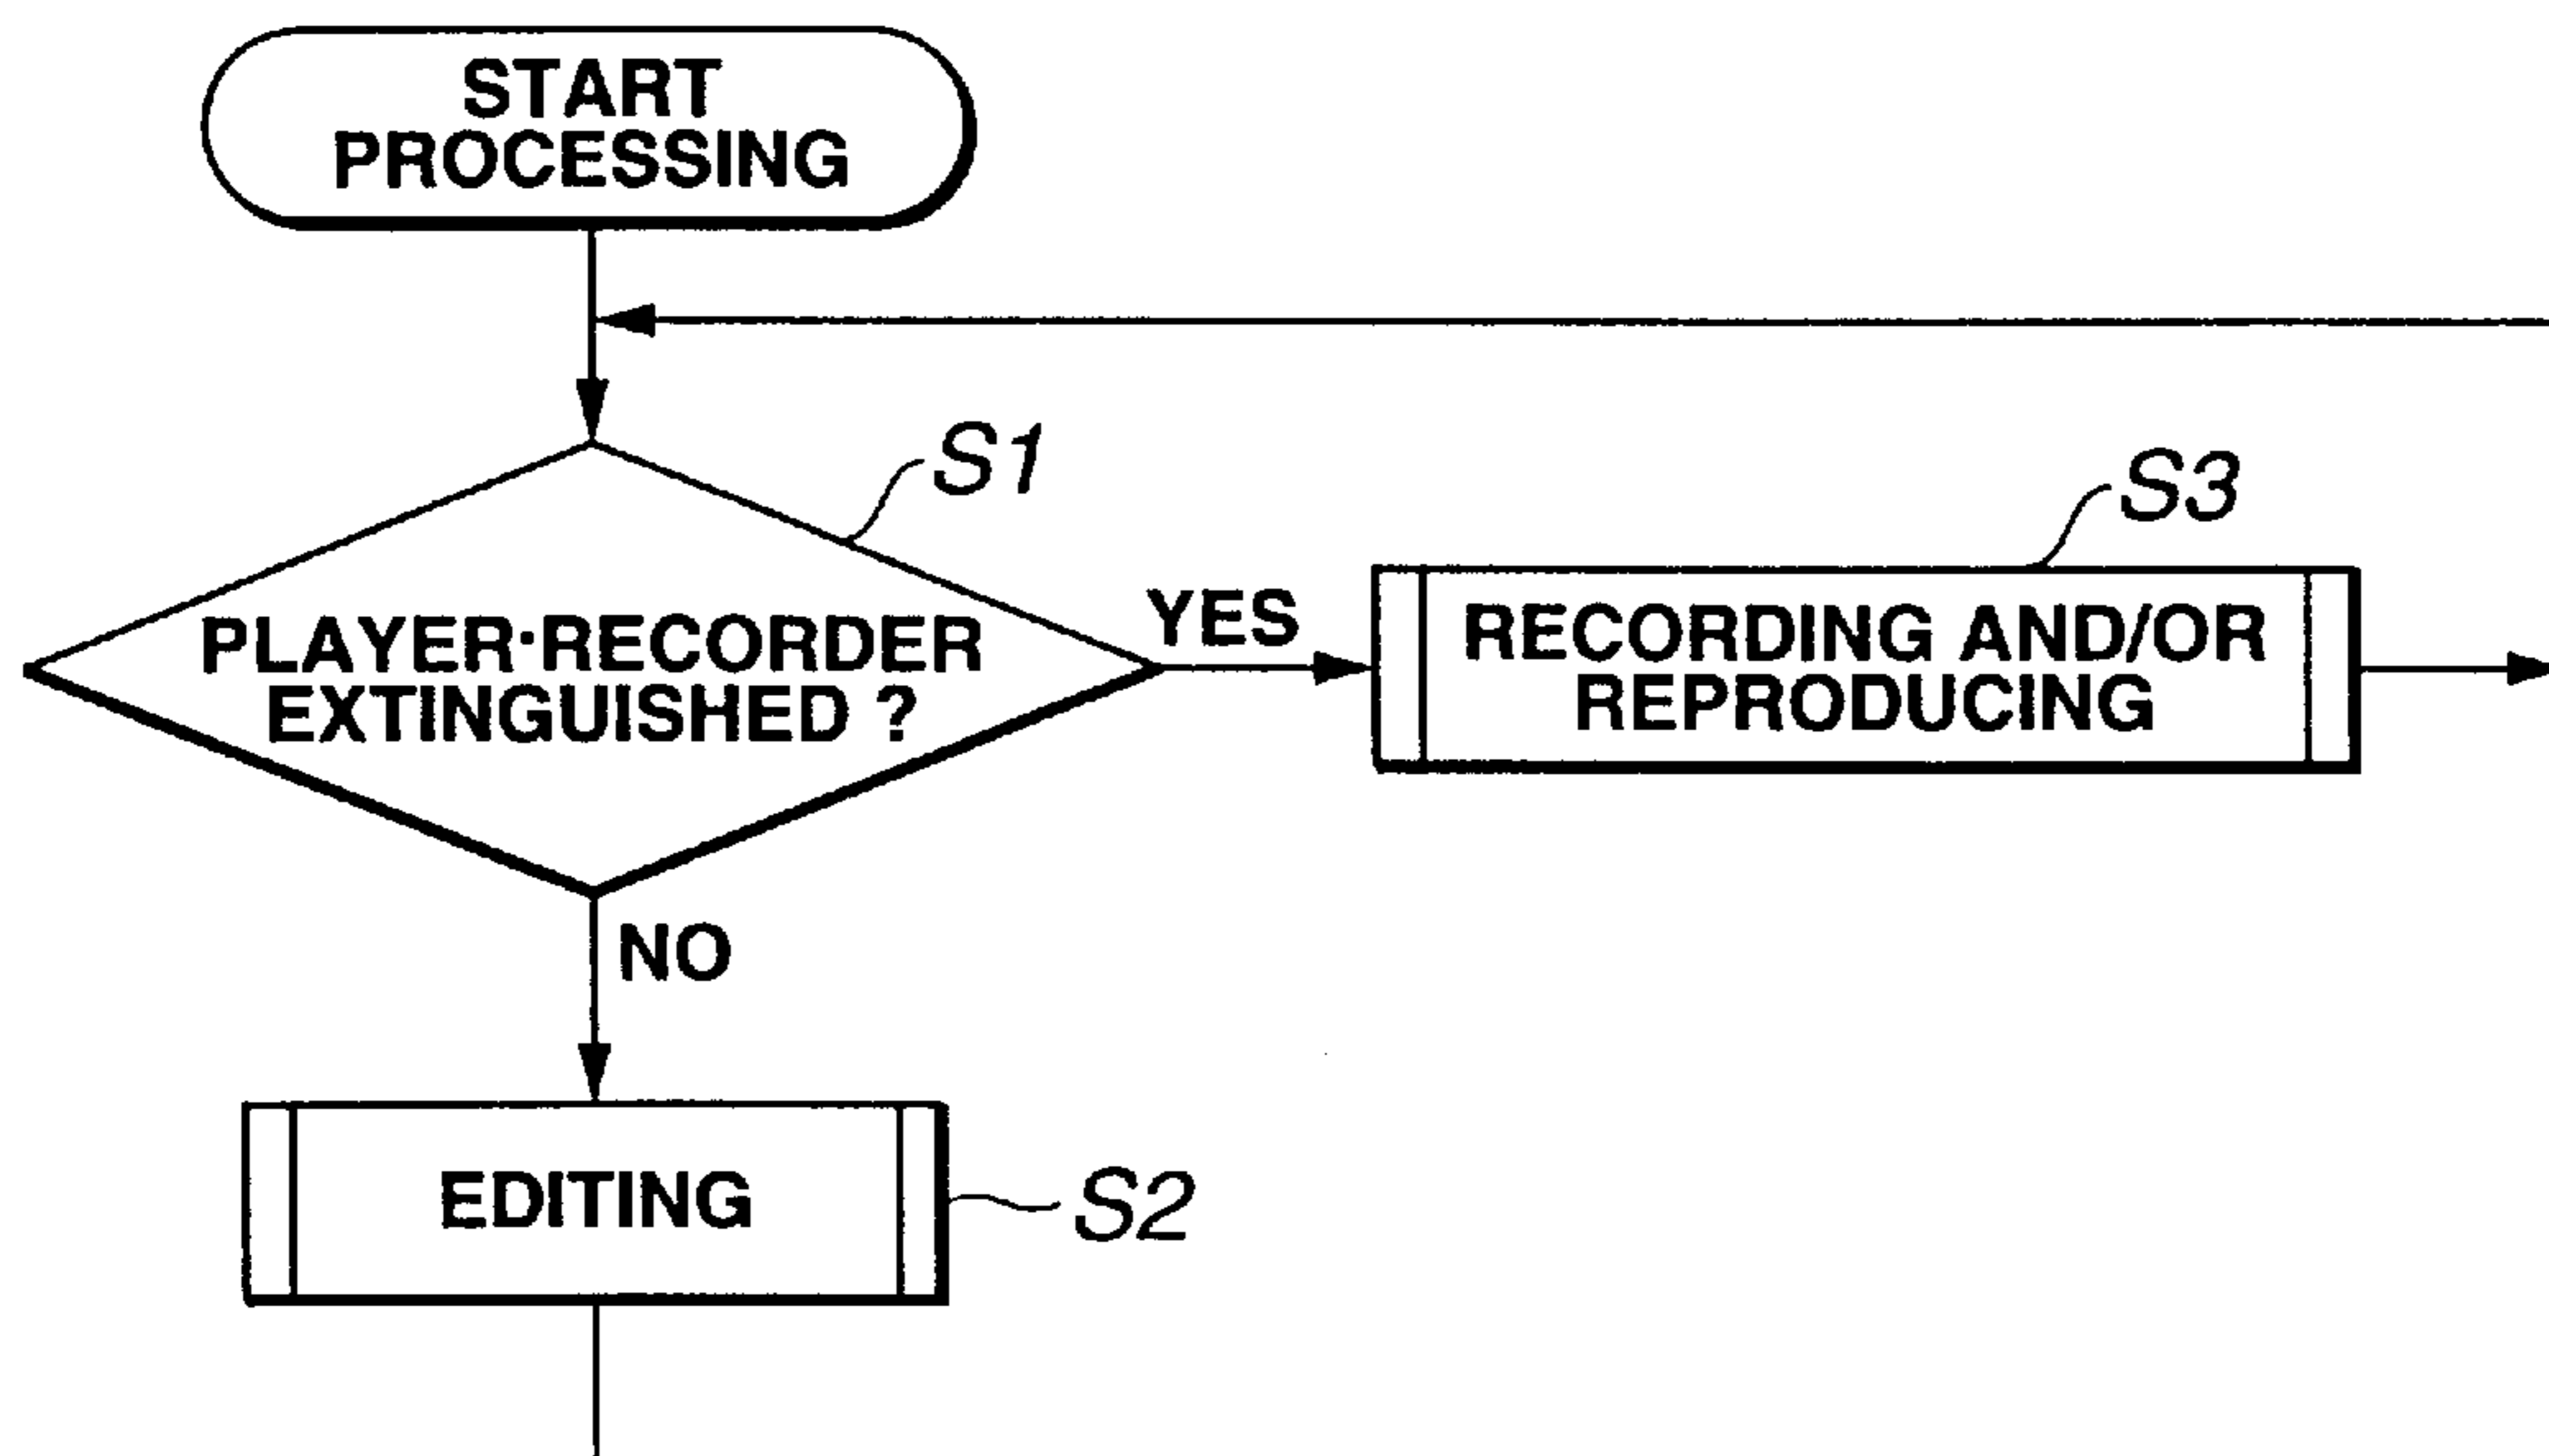 START
PROCESSING
S1
S3
PLAYER·RECORDER
EXTINGUISHED ?
YES
RECORDING AND/OR
REPRODUCING
NO
EDITING
S2